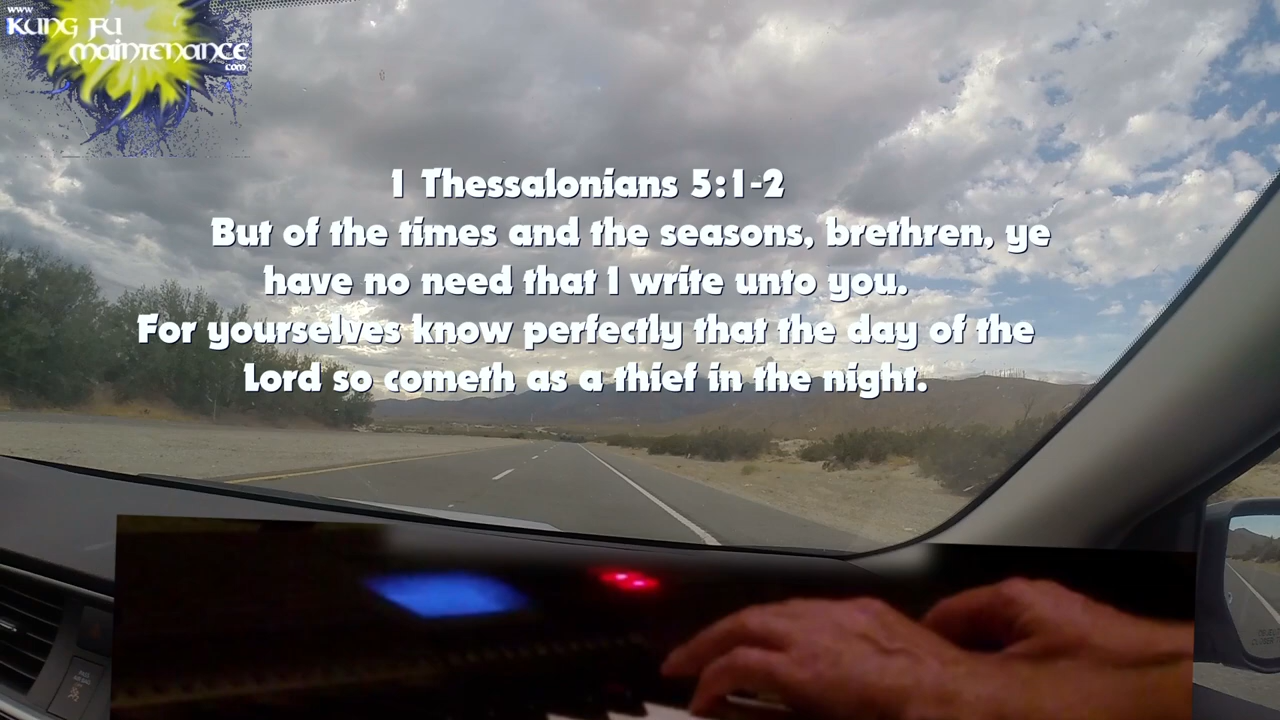 www
KUNG FU
MAINTENANCE
.com
1 Thessalonians 5:1-2
But of the times and the seasons, brethren, ye
have no need that I write unto you.
For yourselves know perfectly that the day of the
Lord so cometh as a thief in the night.